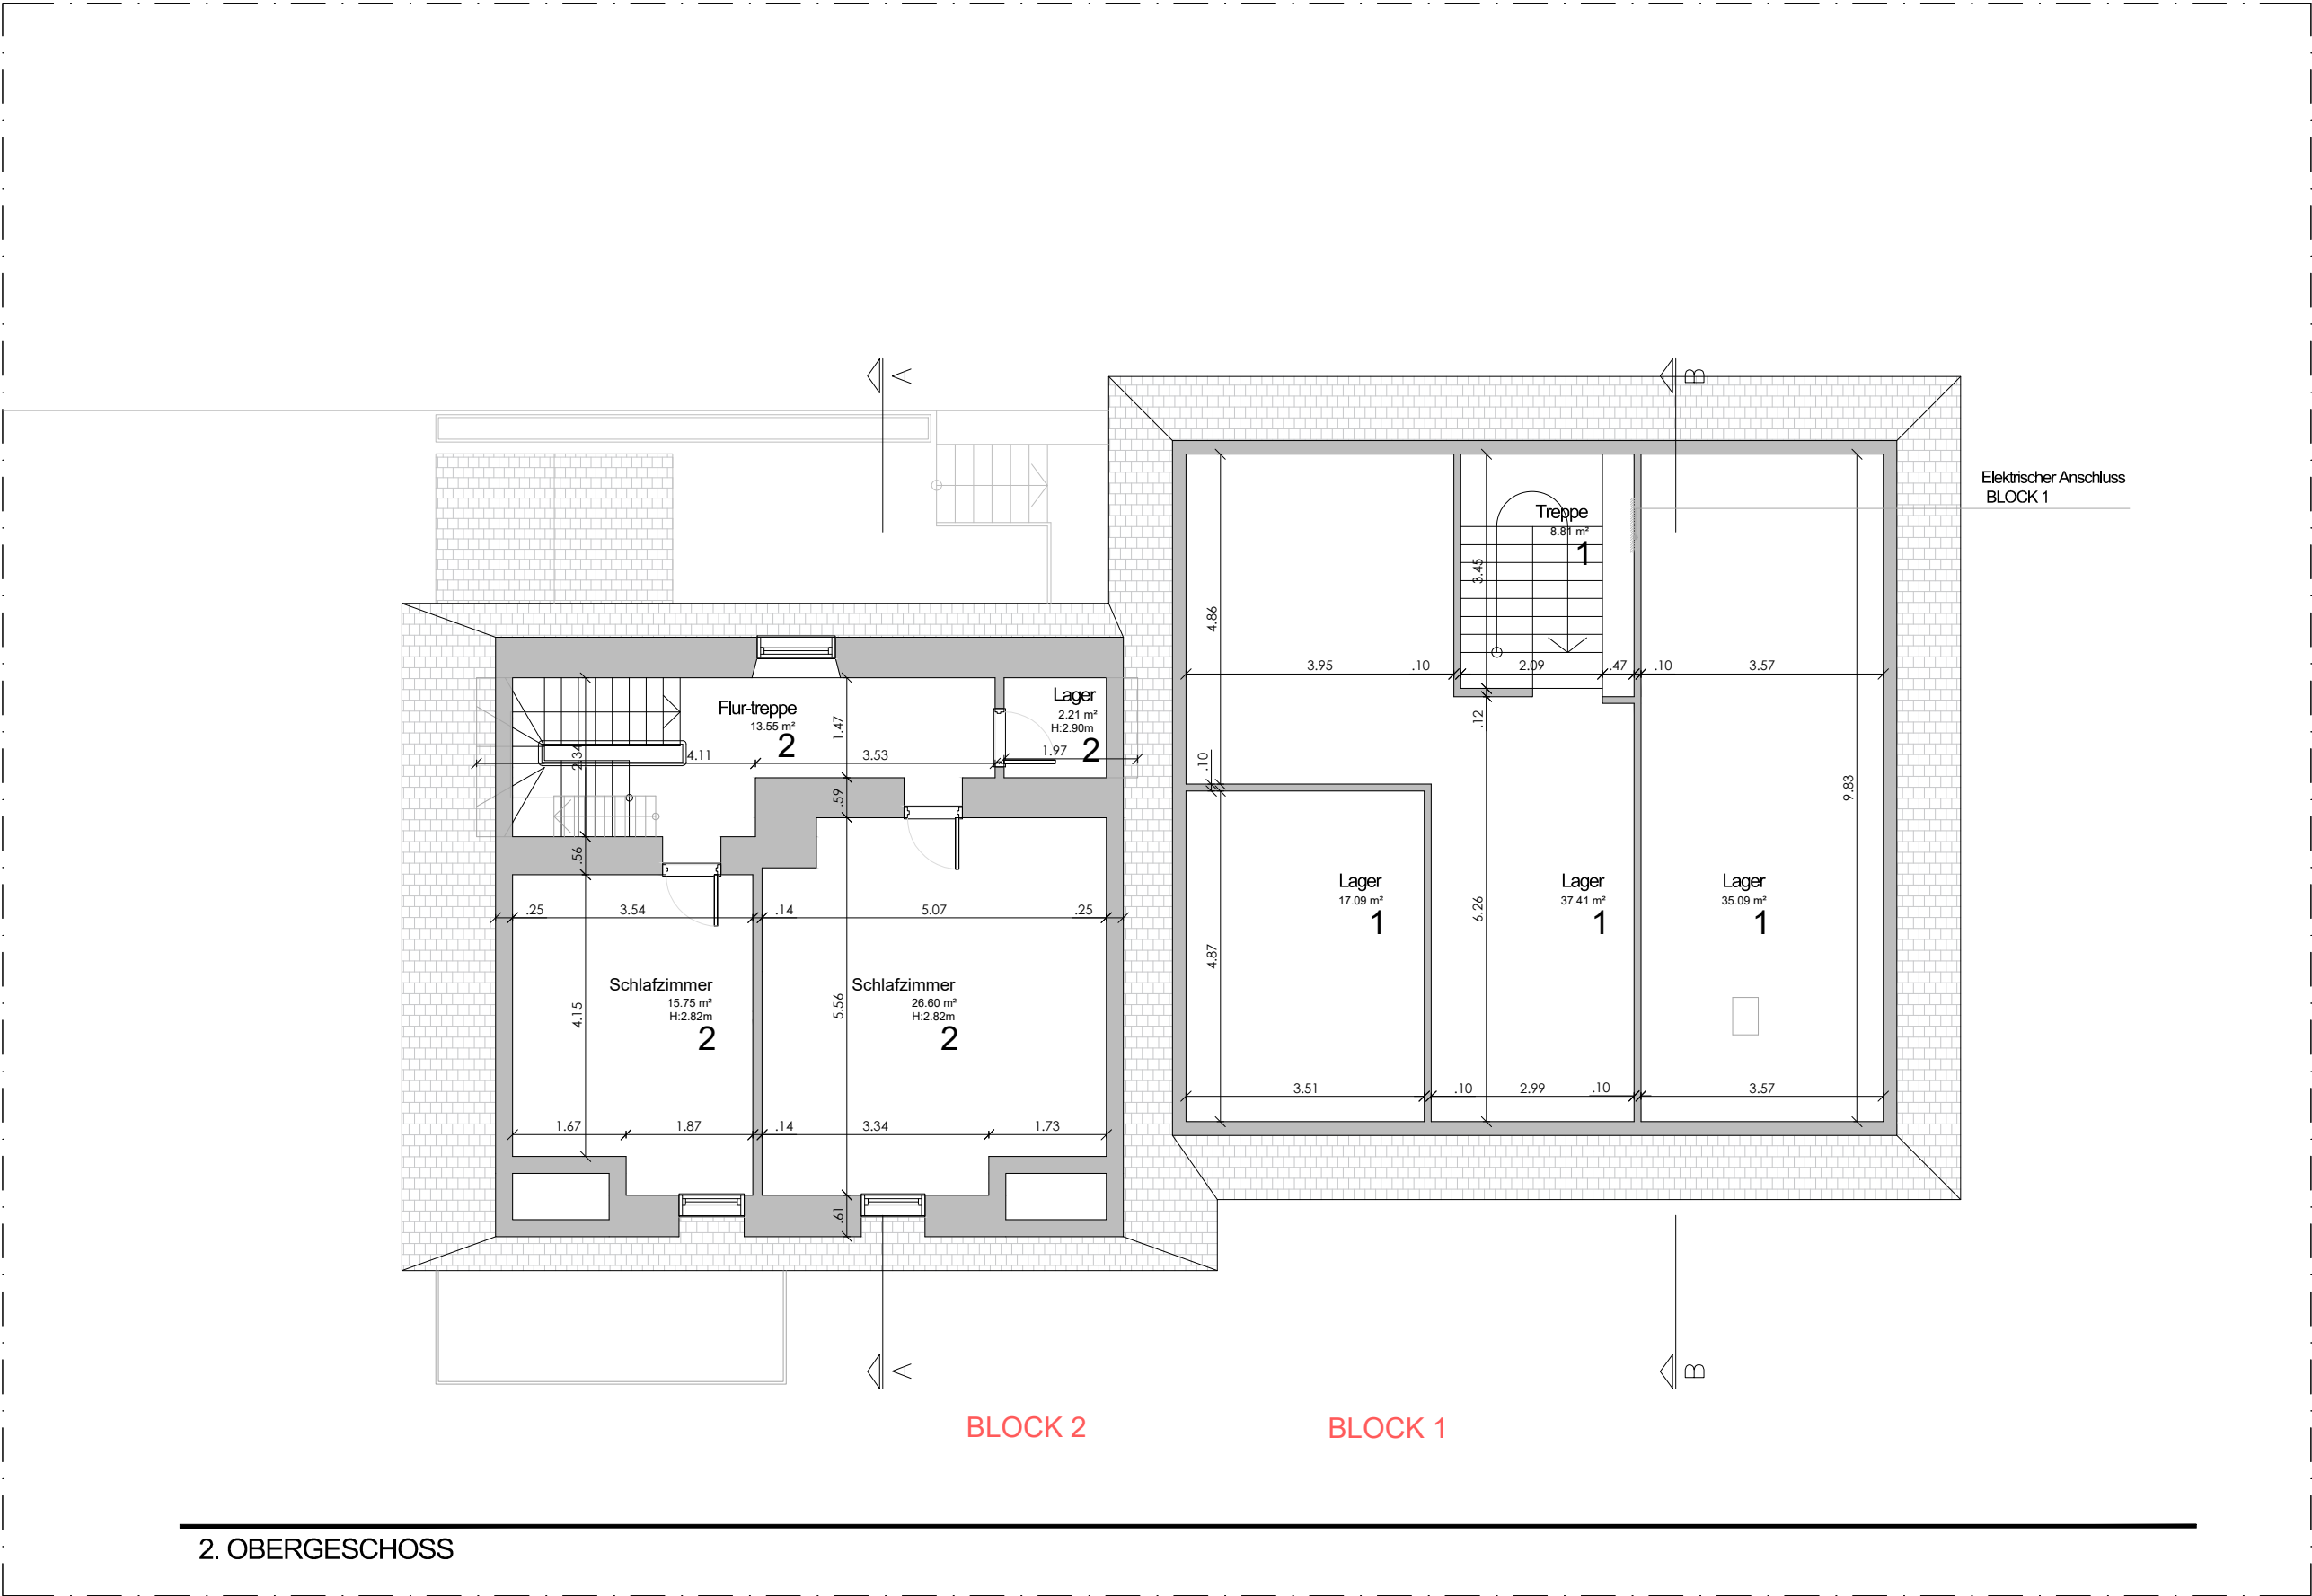 A
B
Elektrischer Anschluss
BLOCK 1
Treppe
8.81 m²
1
3.45
4.86
3.95
.10
2.09
.47
.10
3.57
.12
.10
9.83
Flur-treppe
13.55 m²
2
1.47
Lager
2.21 m²
H:2.90m
2
2.34
4.11
3.53
1.97
.59
.56
.25
3.54
.14
5.07
.25
Lager
17.09 m²
1
Lager
37.41 m²
1
Lager
35.09 m²
1
6.26
4.87
Schlafzimmer
15.75 m²
H:2.82m
2
Schlafzimmer
26.60 m²
H:2.82m
2
4.15
5.56
3.51
.10
2.99
.10
3.57
1.67
1.87
.14
3.34
1.73
.61
A
B
BLOCK 2
BLOCK 1
2. OBERGESCHOSS